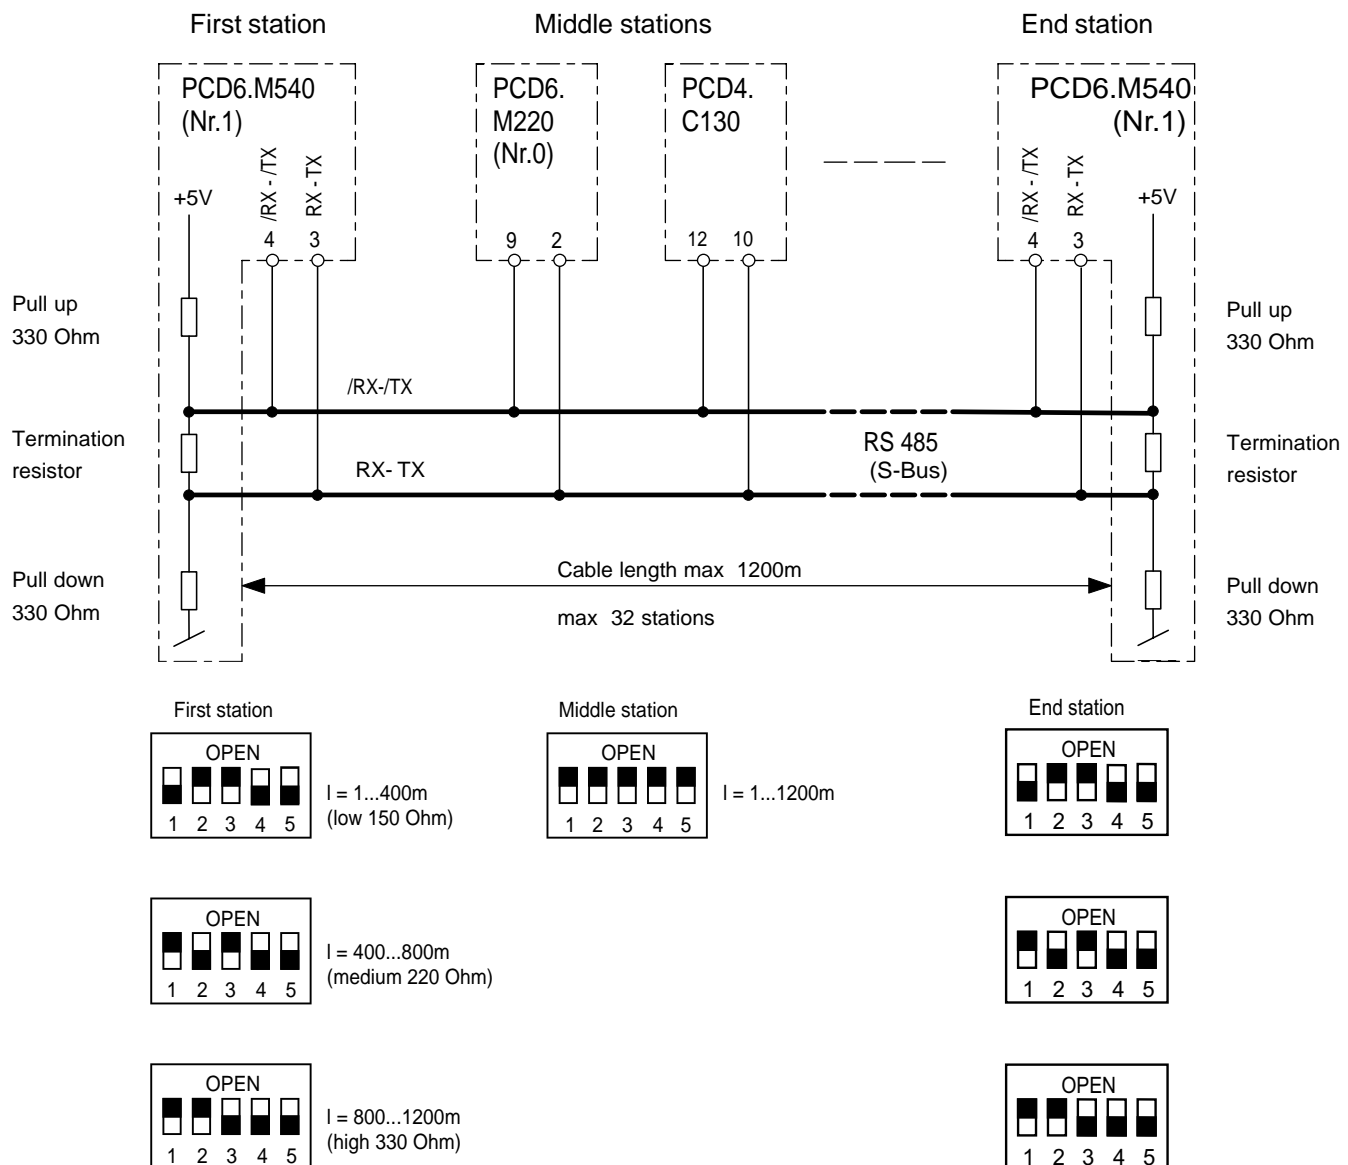 First station
Middle stations
End station
PCD6.M540
(Nr.1)
PCD6.
M220
(Nr.0)
PCD4.
C130
PCD6.M540
(Nr.1)
+5V
/RX - /TX
RX - TX
/RX - /TX
RX - TX
+5V
4 3
9 2
12 10
4 3
Pull up
330 Ohm
Pull up
330 Ohm
/RX-/TX
Termination
resistor
RX- TX
RS 485
(S-Bus)
Termination
resistor
Pull down
330 Ohm
Cable length max 1200m
max 32 stations
Pull down
330 Ohm
First station
Middle station
End station
OPEN
1 2 3 4 5
l = 1...400m
(low 150 Ohm)
OPEN
1 2 3 4 5
l = 1...1200m
OPEN
1 2 3 4 5
OPEN
1 2 3 4 5
l = 400...800m
(medium 220 Ohm)
OPEN
1 2 3 4 5
OPEN
1 2 3 4 5
l = 800...1200m
(high 330 Ohm)
OPEN
1 2 3 4 5